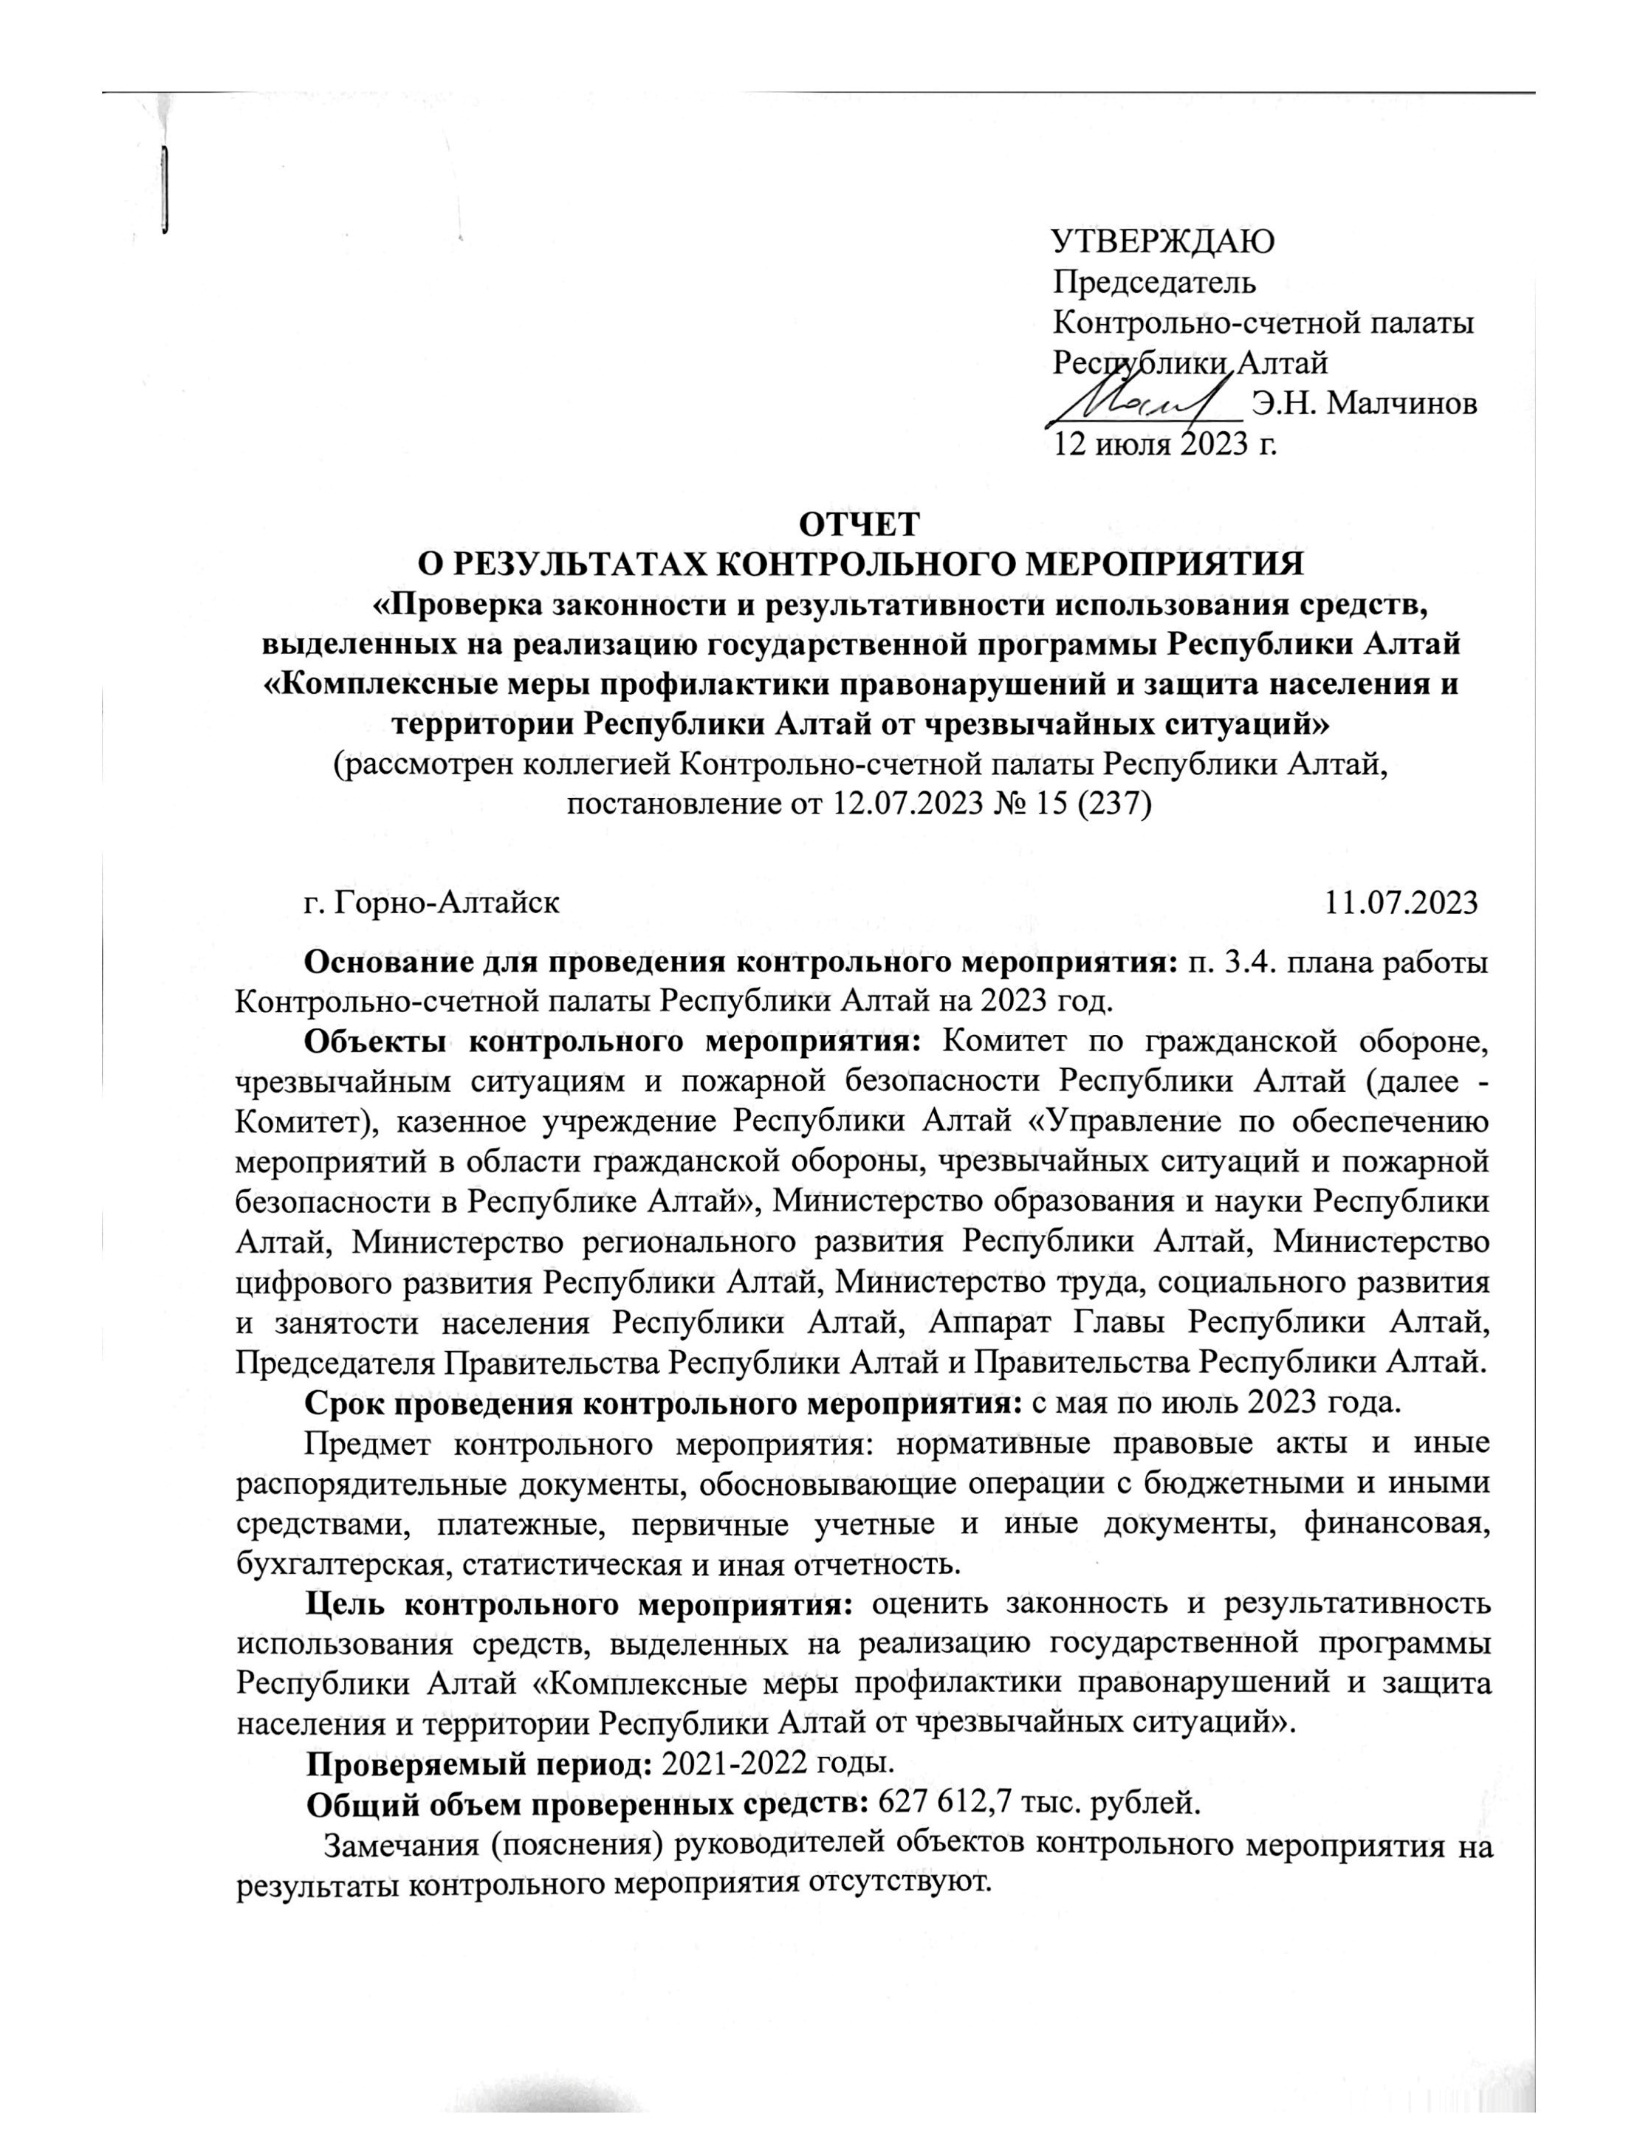 УТВЕРЖДАЮ
Председатель
Контрольно-счетной палаты
Республики Алтай
Э.Н. Малчинов
12 июля 2023 г.
ОТЧЕТ
О РЕЗУЛЬТАТАХ КОНТРОЛЬНОГО МЕРОПРИЯТИЯ
«Проверка законности и результативности использования средств,
выделенных на реализацию государственной программы Республики Алтай
«Комплексные меры профилактики правонарушений и защита населения и
территории Республики Алтай от чрезвычайных ситуаций»
(рассмотрен коллегией Контрольно-счетной палаты Республики Алтай,
постановление от 12.07.2023 № 15 (237)
г. Горно-Алтайск 11.07.2023
Основание для проведения контрольного мероприятия: п. 3.4. плана работы
Контрольно-счетной палаты Республики Алтай на 2023 год.
Объекты контрольного мероприятия: Комитет по гражданской обороне,
чрезвычайным ситуациям и пожарной безопасности Республики Алтай (далее -
Комитет), казенное учреждение Республики Алтай «Управление по обеспечению
мероприятий в области гражданской обороны, чрезвычайных ситуаций и пожарной
безопасности в Республике Алтай», Министерство образования и науки Республики
Алтай, Министерство регионального развития Республики Алтай, Министерство
цифрового развития Республики Алтай, Министерство труда, социального развития
и занятости населения Республики Алтай, Аппарат Главы Республики Алтай,
Председателя Правительства Республики Алтай и Правительства Республики Алтай.
Срок проведения контрольного мероприятия: с мая по июль 2023 года.
Предмет контрольного мероприятия: нормативные правовые акты и иные
распорядительные документы, обосновывающие операции с бюджетными и иными
средствами, платежные, первичные учетные и иные документы, финансовая,
бухгалтерская, статистическая и иная отчетность.
Цель контрольного мероприятия: оценить законность и результативность
использования средств, выделенных на реализацию государственной программы
Республики Алтай «Комплексные меры профилактики правонарушений и защита
населения и территории Республики Алтай от чрезвычайных ситуаций».
Проверяемый период: 2021-2022 годы.
Общий объем проверенных средств: 627 612,7 тыс. рублей.
Замечания (пояснения) руководителей объектов контрольного мероприятия на
результаты контрольного мероприятия отсутствуют.